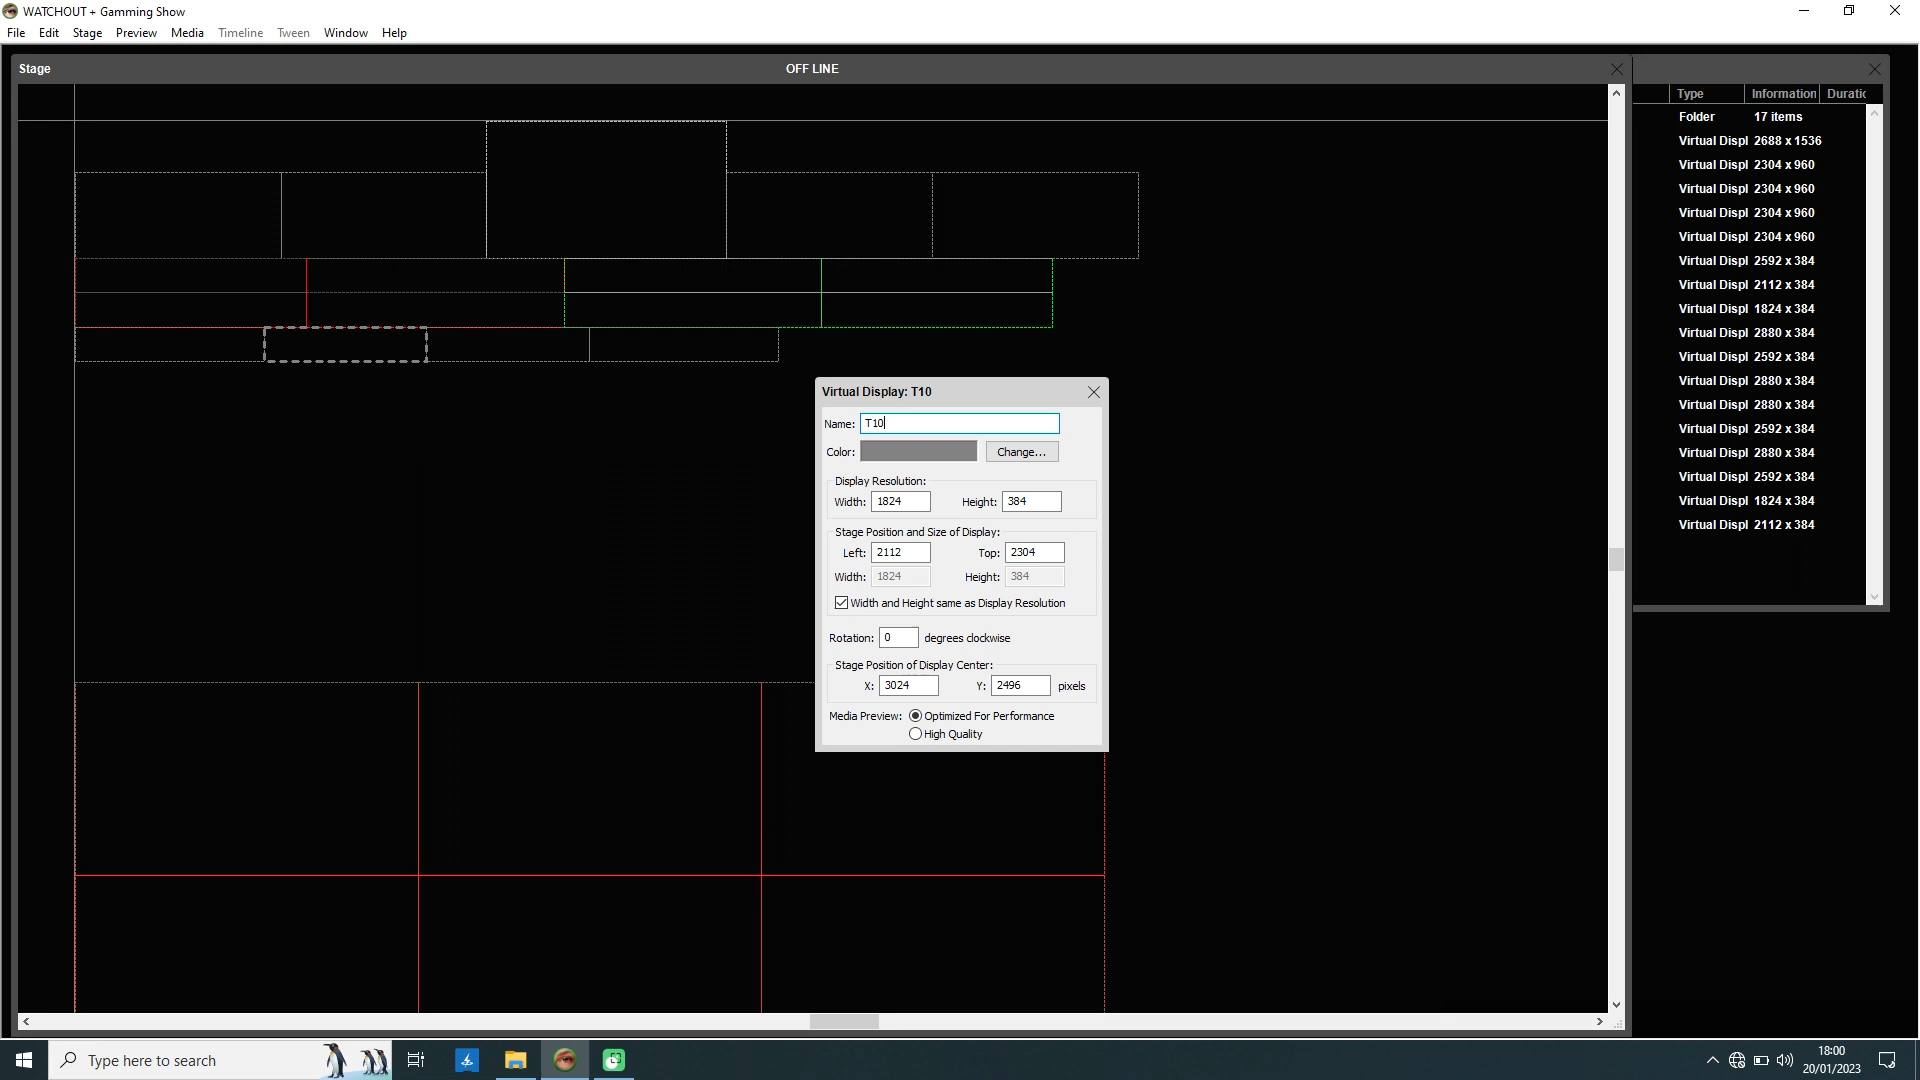 WATCHOUT + Gamming Show
File Edit Stage Preview Media Timeline Tween Window Help
Stage OFF LINE
Type Information Duratic
Folder 17 items
Virtual Displ 2688 x 1536
Virtual Displ 2304 x 960
Virtual Displ 2304 x 960
Virtual Displ 2304 x 960
Virtual Displ 2304 x 960
Virtual Displ 2592 x 384
Virtual Displ 2112 x 384
Virtual Displ 1824 x 384
Virtual Displ 2880 x 384
Virtual Displ 2592 x 384
Virtual Displ 2880 x 384
Virtual Displ 2880 x 384
Virtual Displ 2592 x 384
Virtual Displ 2880 x 384
Virtual Displ 2592 x 384
Virtual Displ 1824 x 384
Virtual Displ 2112 x 384
Virtual Display: T10
Name: T10
Color: Change...
Display Resolution:
Width: 1824 Height: 384
Stage Position and Size of Display:
Left: 2112 Top: 2304
Width: 1824 Height: 384
Width and Height same as Display Resolution
Rotation: 0 degrees clockwise
Stage Position of Display Center:
X: 3024 Y: 2496 pixels
Media Preview: Optimized For Performance
High Quality
Type here to search
18:00
20/01/2023